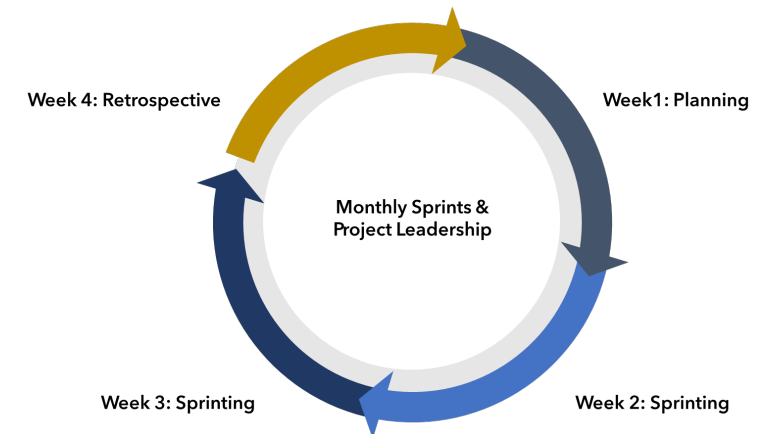 Week 4: Retrospective
Week1: Planning
Monthly Sprints &
Project Leadership
Week 3: Sprinting
Week 2: Sprinting